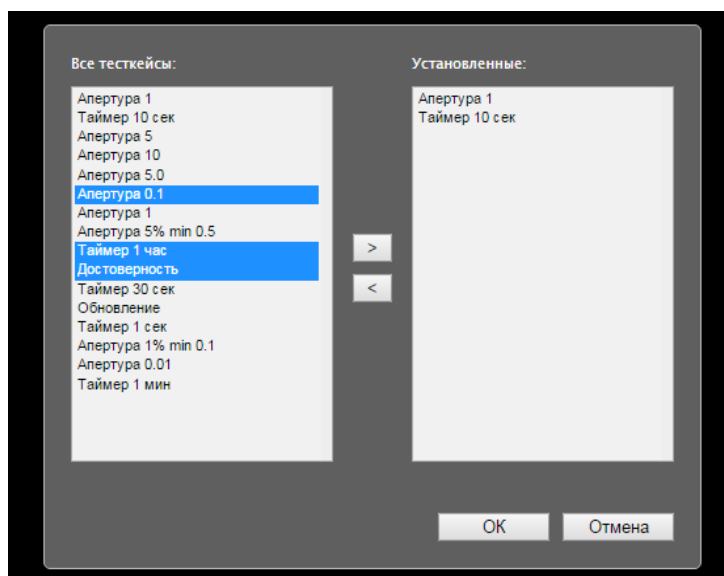 Все тесткейсы:
Апертура 1
Таймер 10 сек
Апертура 5
Апертура 10
Апертура 5.0
Апертура 0.1
Апертура 1
Апертура 5% min 0.5
Таймер 1 час
Достоверность
Таймер 30 сек
Обновление
Таймер 1 сек
Апертура 1% min 0.1
Апертура 0.01
Таймер 1 мин
>
<
Установленные:
Апертура 1
Таймер 10 сек
OK
Отмена